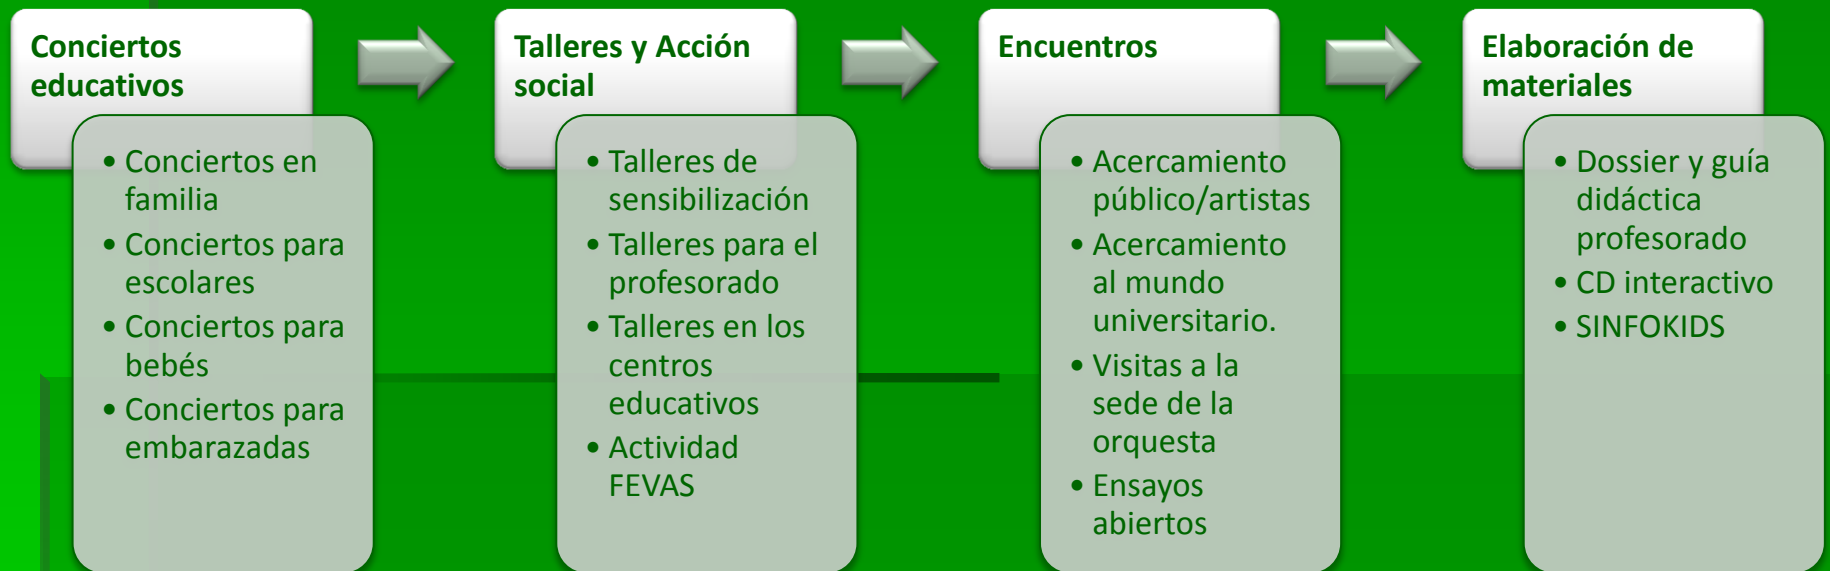 Conciertos
educativos
• Conciertos en
familia
• Conciertos para
escolares
• Conciertos para
bebés
• Conciertos para
embarazadas
Talleres y Acción
social
• Talleres de
sensibilización
• Talleres para el
profesorado
• Talleres en los
centros
educativos
• Actividad
FEVAS
Encuentros
• Acercamiento
público/artistas
• Acercamiento
al mundo
universitario.
• Visitas a la
sede de la
orquesta
• Ensayos
abiertos
Elaboración de
materiales
• Dossier y guía
didáctica
profesorado
• CD interactivo
• SINFOKIDS